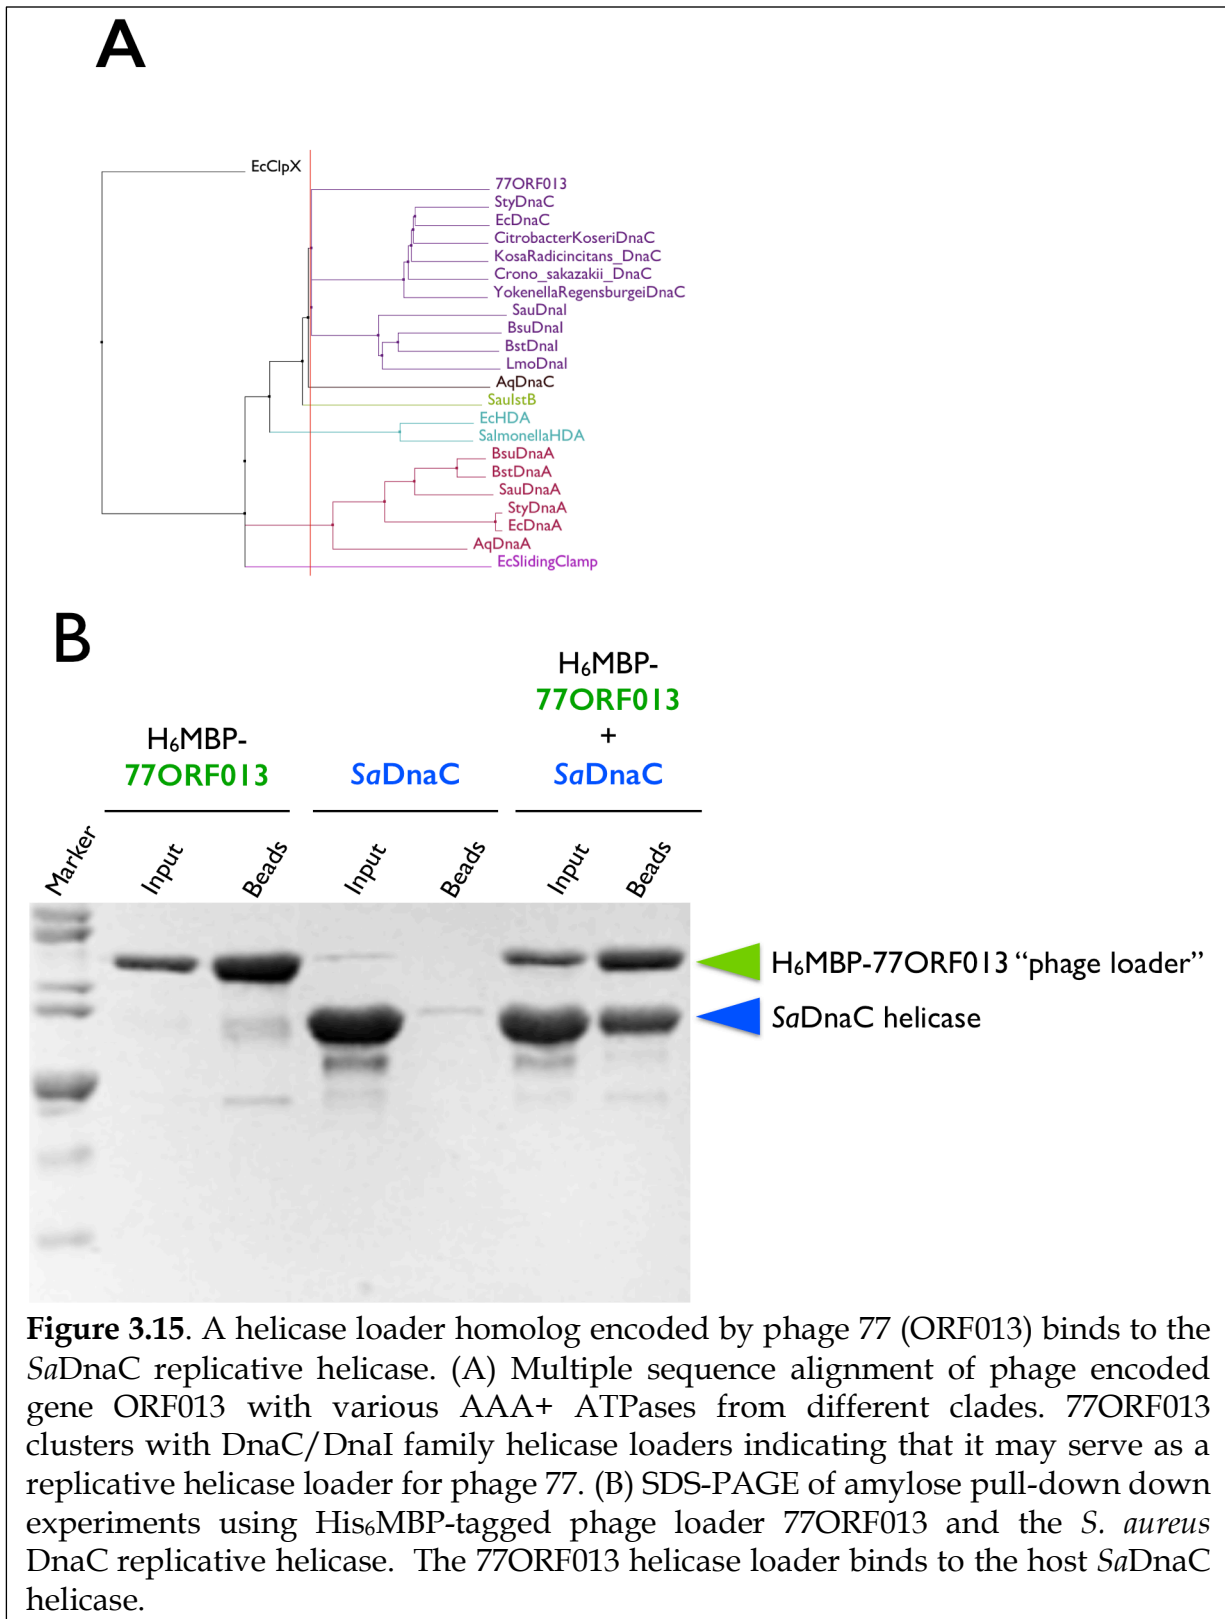 A
EcClpX
77ORF013
StyDnaC
EcDnaC
CitrobacterKoseriDnaC
KosaRadicincitans_DnaC
Crono_sakazakii_DnaC
YokenellaRegensburgeiDnaC
SauDnaI
BsuDnaI
BstDnaI
LmoDnaI
AqDnaC
SauIstB
EcHDA
SalmonellaHDA
BsuDnaA
BstDnaA
SauDnaA
StyDnaA
EcDnaA
AqDnaA
EcSlidingClamp
B
H₆MBP-
77ORF013
SaDnaC
H₆MBP-
77ORF013
+
SaDnaC
Marker
Input
Beads
Input
Beads
Input
Beads
H₆MBP-77ORF013 “phage loader”
SaDnaC helicase
Figure 3.15. A helicase loader homolog encoded by phage 77 (ORF013) binds to the
SaDnaC replicative helicase. (A) Multiple sequence alignment of phage encoded
gene ORF013 with various AAA+ ATPases from different clades. 77ORF013
clusters with DnaC/DnaI family helicase loaders indicating that it may serve as a
replicative helicase loader for phage 77. (B) SDS-PAGE of amylose pull-down down
experiments using His₆MBP-tagged phage loader 77ORF013 and the S. aureus
DnaC replicative helicase. The 77ORF013 helicase loader binds to the host SaDnaC
helicase.